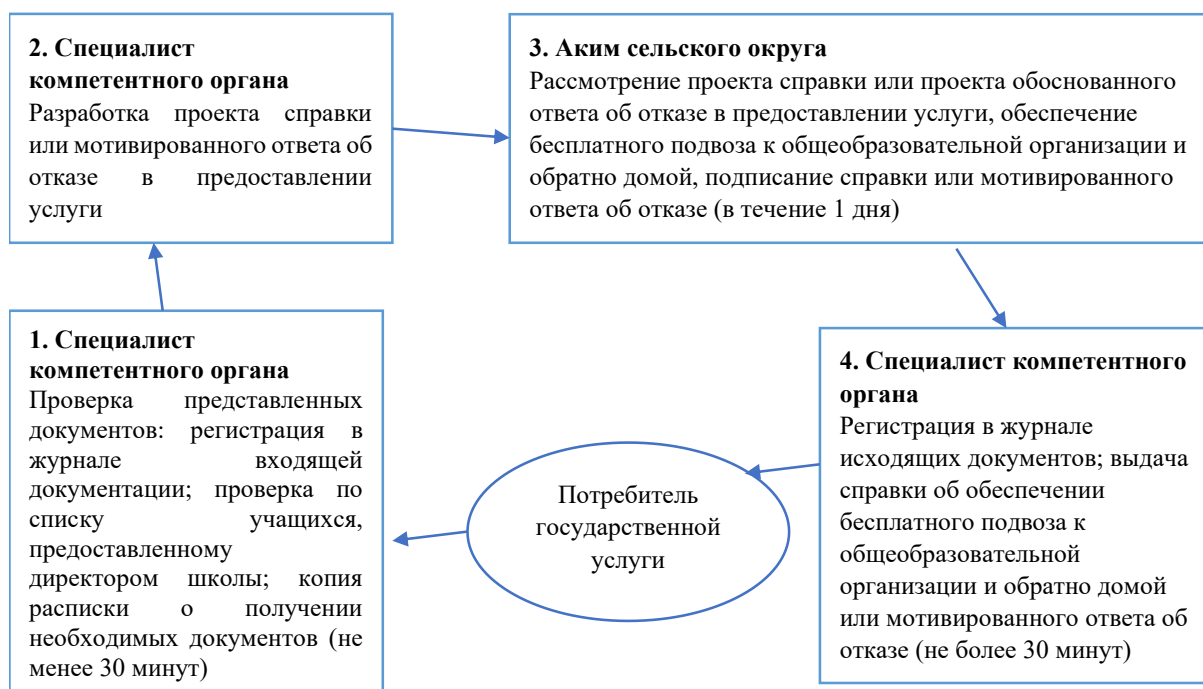 2. Специалист
компетентного органа
Разработка проекта справки
или мотивированного ответа об
отказе в предоставлении
услуги
3. Аким сельского округа
Рассмотрение проекта справки или проекта обоснованного
ответа об отказе в предоставлении услуги, обеспечение
бесплатного подвоза к общеобразовательной организации и
обратно домой, подписание справки или мотивированного
ответа об отказе (в течение 1 дня)
1. Специалист
компетентного органа
Проверка представленных
документов: регистрация в
журнале входящей
документации; проверка по
списку учащихся,
предоставленному
директором школы; копия
расписки о получении
необходимых документов (не
менее 30 минут)
Потребитель
государственной
услуги
4. Специалист компетентного
органа
Регистрация в журнале
исходящих документов; выдача
справки об обеспечении
бесплатного подвоза к
общеобразовательной
организации и обратно домой
или мотивированного ответа об
отказе (не более 30 минут)